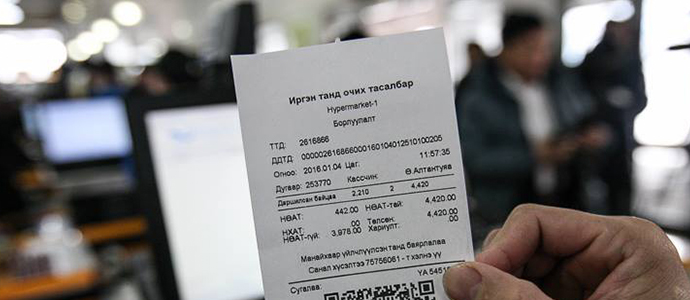 Иргэн танд очих тасалбар
Hypermarket-1
Борлуулалт
ТТД: 2616866
ДДТД: 000002616866000160104012510100205
Огноо: 2016.01.04 Цаг: 11:57:35
Дугаар: 253770 Кассчин: Ө.Алтантуяа
Даршилсан байцаа 2,210 2 4,420
НӨАТ: 442.00 НӨАТ-тэй: 4,420.00
НХАТ: 0.00 Төлсөн: 4,420.00
НӨАТ-гүй: 3,978.00 Хариулт: 0.00
Манайхаар үйлчлүүлсэн танд баярлалаа
Санал хүсэлтээ 75756061 - т хэлнэ үү
Сугалаа: